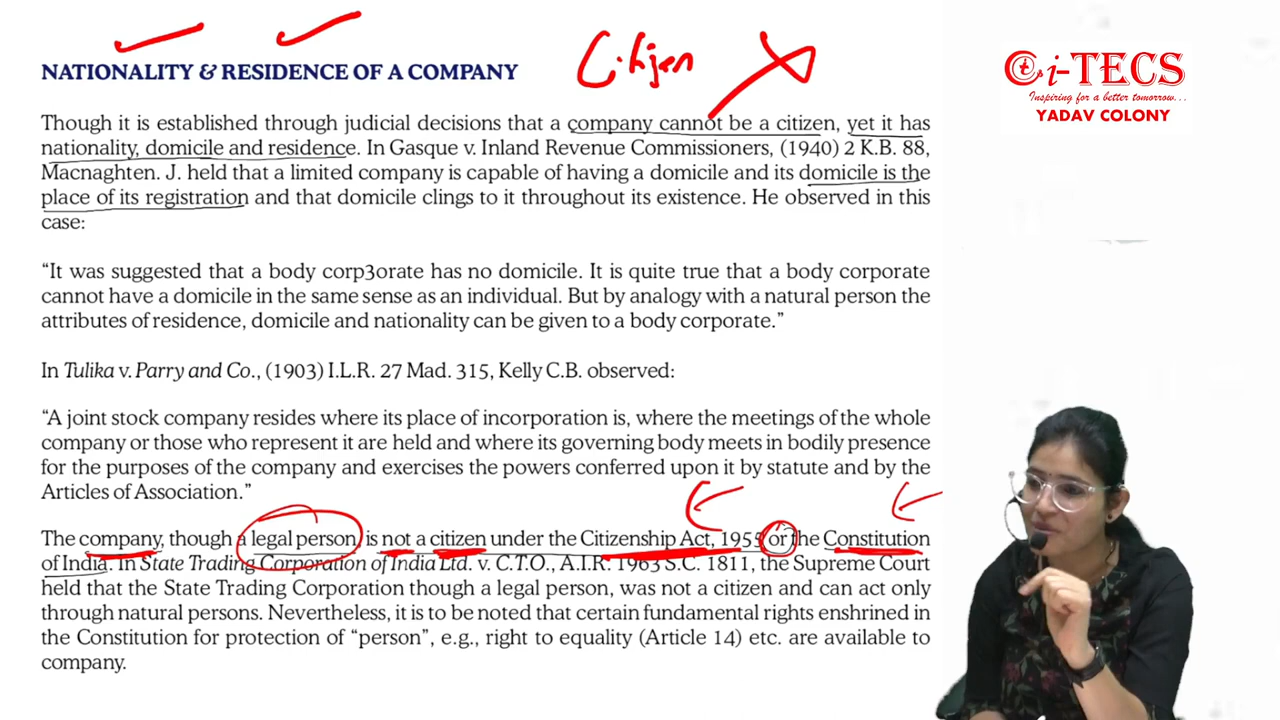 Citizen
NATIONALITY & RESIDENCE OF A COMPANY
i-TECS
Inspiring for a better tomorrow...
YADAV COLONY
Though it is established through judicial decisions that a company cannot be a citizen, yet it has
nationality, domicile and residence. In Gasque v. Inland Revenue Commissioners, (1940) 2 K.B. 88,
Macnaghten. J. held that a limited company is capable of having a domicile and its domicile is the
place of its registration and that domicile clings to it throughout its existence. He observed in this
case:
“It was suggested that a body corp3orate has no domicile. It is quite true that a body corporate
cannot have a domicile in the same sense as an individual. But by analogy with a natural person the
attributes of residence, domicile and nationality can be given to a body corporate.”
In Tulika v. Parry and Co., (1903) I.L.R. 27 Mad. 315, Kelly C.B. observed:
“A joint stock company resides where its place of incorporation is, where the meetings of the whole
company or those who represent it are held and where its governing body meets in bodily presence
for the purposes of the company and exercises the powers conferred upon it by statute and by the
Articles of Association.”
The company, though a legal person is not a citizen under the Citizenship Act, 1955 or the Constitution
of India. In State Trading Corporation of India Ltd. v. C.T.O., A.I.R. 1963 S.C. 1811, the Supreme Court
held that the State Trading Corporation though a legal person, was not a citizen and can act only
through natural persons. Nevertheless, it is to be noted that certain fundamental rights enshrined in
the Constitution for protection of “person”, e.g., right to equality (Article 14) etc. are available to
company.